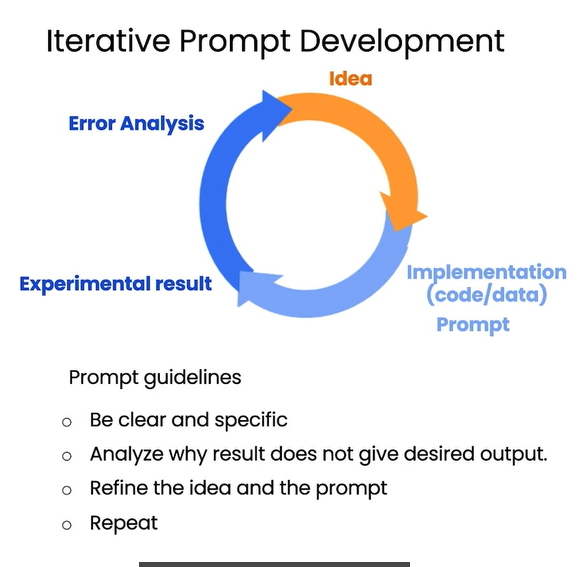 Iterative Prompt Development
Idea
Error Analysis
Experimental result
Implementation
(code/data)
Prompt
Prompt guidelines
o Be clear and specific
o Analyze why result does not give desired output.
o Refine the idea and the prompt
o Repeat